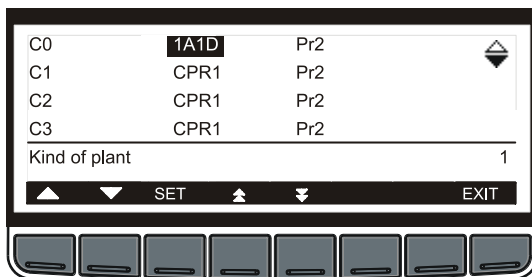 C0 1A1D Pr2
C1 CPR1 Pr2
C2 CPR1 Pr2
C3 CPR1 Pr2
Kind of plant 1
SET EXIT